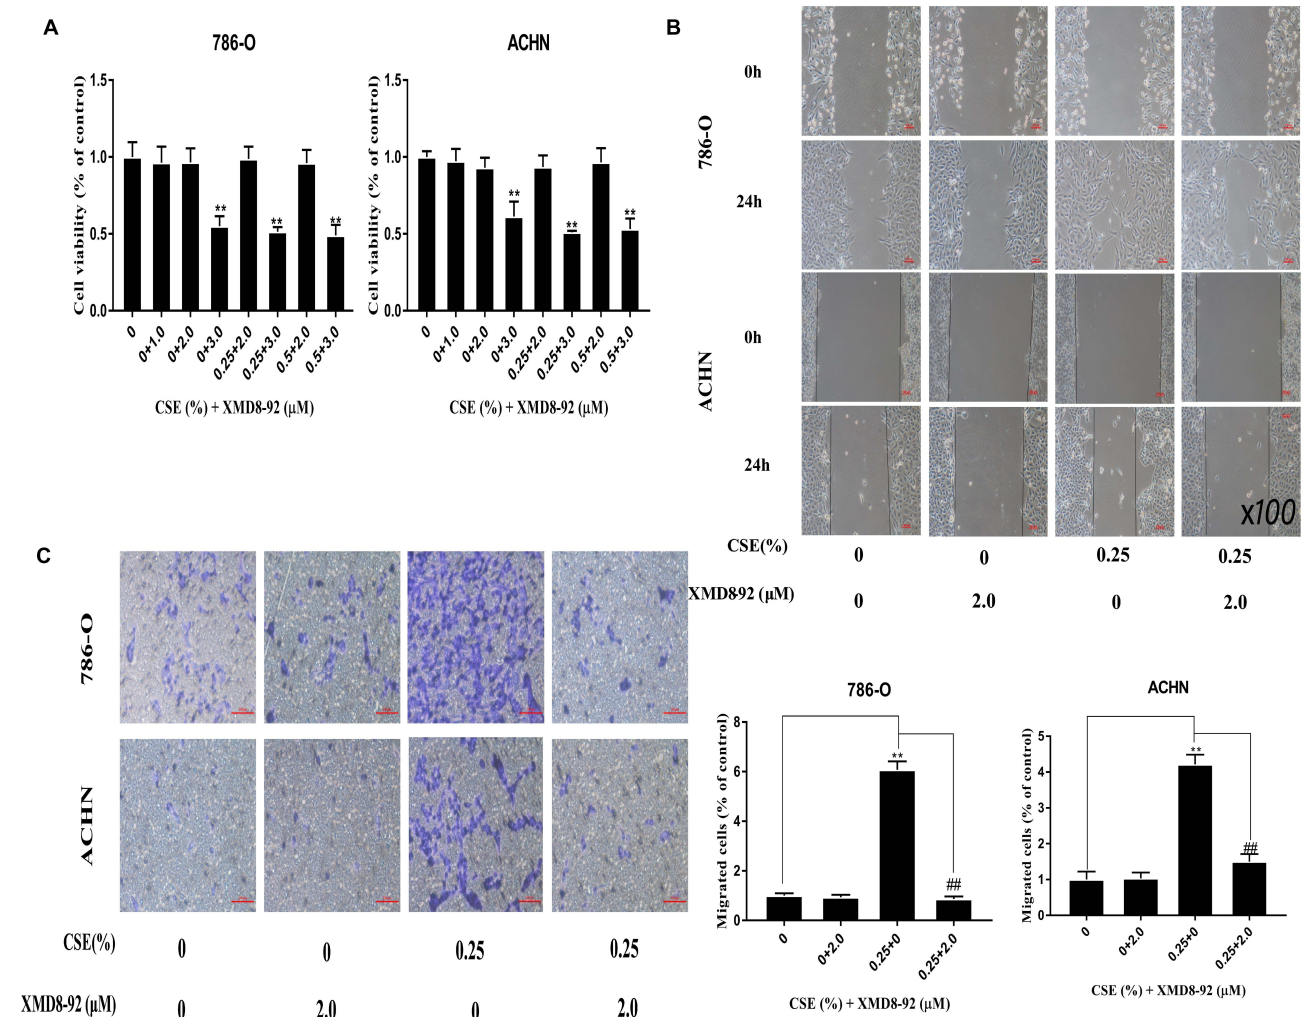 A
786-O
Cell viability (% of control)
1.5
1.0
0.5
0.0
**
**
**
0
0+1.0
0+2.0
0+3.0
0.25+2.0
0.25+3.0
0.5+2.0
0.5+3.0
CSE (%) + XMD8-92 (μM)
ACHN
Cell viability (% of control)
1.5
1.0
0.5
0.0
**
**
**
0
0+1.0
0+2.0
0+3.0
0.25+2.0
0.25+3.0
0.5+2.0
0.5+3.0
CSE (%) + XMD8-92 (μM)
B
786-O
0h
24h
ACHN
0h
24h
x100
CSE(%)
0
0
0.25
0.25
XMD8-92 (μM)
0
2.0
0
2.0
C
786-O
ACHN
CSE(%)
0
0
0.25
0.25
XMD8-92 (μM)
0
2.0
0
2.0
786-O
Migrated cells (% of control)
8
6
4
2
0
**
##
0
0+2.0
0.25+0
0.25+2.0
CSE (%) + XMD8-92 (μM)
ACHN
Migrated cells (% of control)
5
4
3
2
1
0
**
##
0
0+2.0
0.25+0
0.25+2.0
CSE (%) + XMD8-92 (μM)